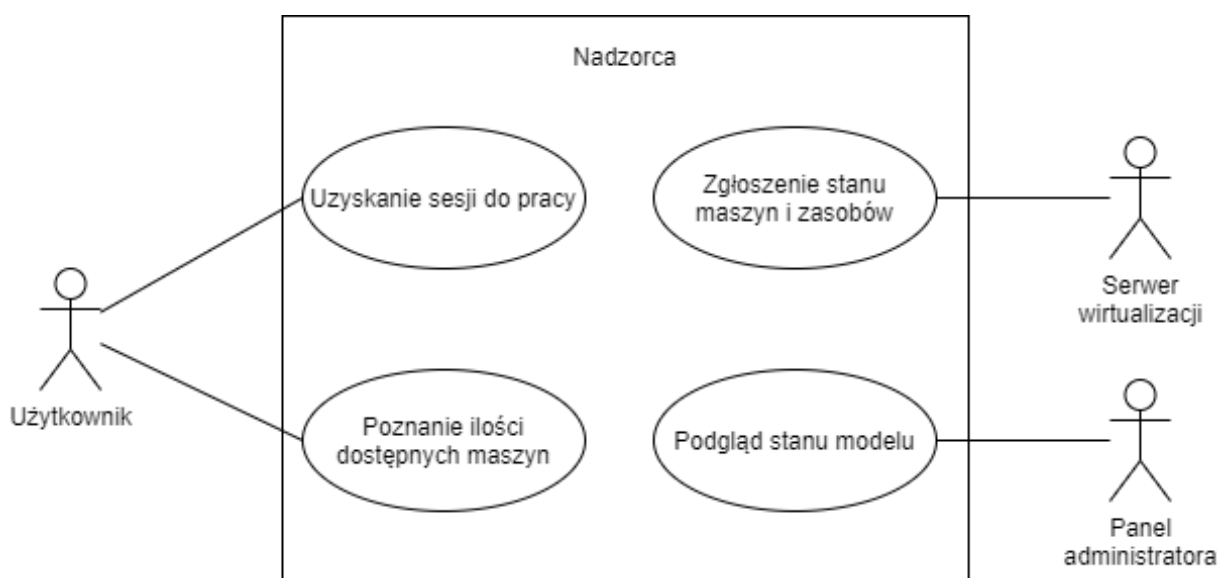 Nadzorca
Uzyskanie sesji do pracy
Zgłoszenie stanu
maszyn i zasobów
Serwer
wirtualizacji
Użytkownik
Poznanie ilości
dostępnych maszyn
Podgląd stanu modelu
Panel
administratora